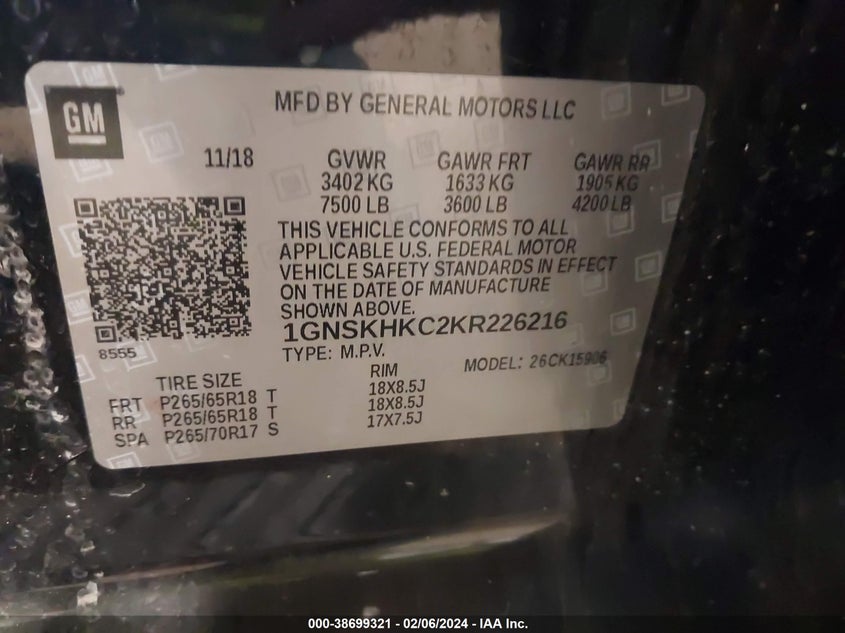 GM
MFD BY GENERAL MOTORS LLC
11/18 GVWR GAWR FRT GAWR RR
3402 KG 1633 KG 1905 KG
7500 LB 3600 LB 4200 LB
THIS VEHICLE CONFORMS TO ALL
APPLICABLE U.S. FEDERAL MOTOR
VEHICLE SAFETY STANDARDS IN EFFECT
ON THE DATE OF MANUFACTURE
SHOWN ABOVE.
1GNSKHKC2KR226216
8555
TYPE: M.P.V. MODEL: 26CK15906
TIRE SIZE RIM
FRT P265/65R18 T 18X8.5J
RR P265/65R18 T 18X8.5J
SPA P265/70R17 S 17X7.5J
000-38699321 - 02/06/2024 - IAA Inc.